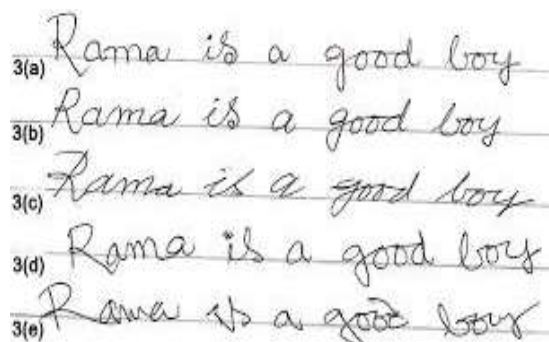 3(a) Rama is a good boy
3(b) Rama is a good boy
3(c) Rama is a good boy
3(d) Rama is a good boy
3(e) Rama is a good boy